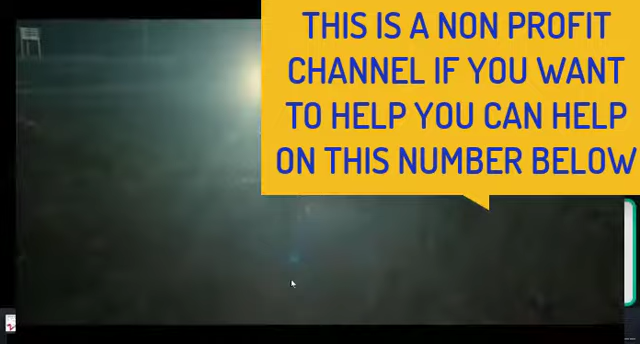 THIS IS A NON PROFIT
CHANNEL IF YOU WANT
TO HELP YOU CAN HELP
ON THIS NUMBER BELOW